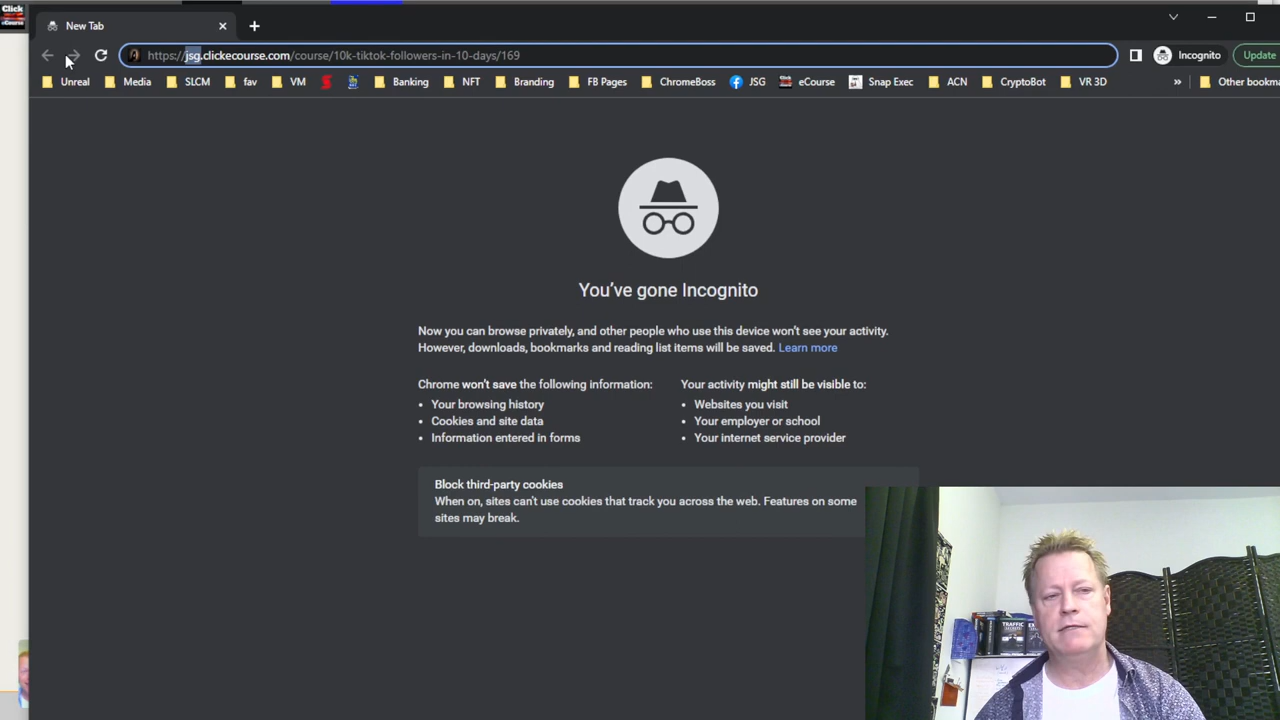 Click
eCourse
New Tab
https://jsg.clickecourse.com/course/10k-tiktok-followers-in-10-days/169
Incognito
Update
Unreal
Media
SLCM
fav
VM
Banking
NFT
Branding
FB Pages
ChromeBoss
JSG
eCourse
Snap Exec
ACN
CryptoBot
VR 3D
»
Other bookma
You've gone Incognito
Now you can browse privately, and other people who use this device won't see your activity.
However, downloads, bookmarks and reading list items will be saved. Learn more
Chrome won't save the following information:
• Your browsing history
• Cookies and site data
• Information entered in forms
Your activity might still be visible to:
• Websites you visit
• Your employer or school
• Your internet service provider
Block third-party cookies
When on, sites can't use cookies that track you across the web. Features on some
sites may break.
TRAFFIC